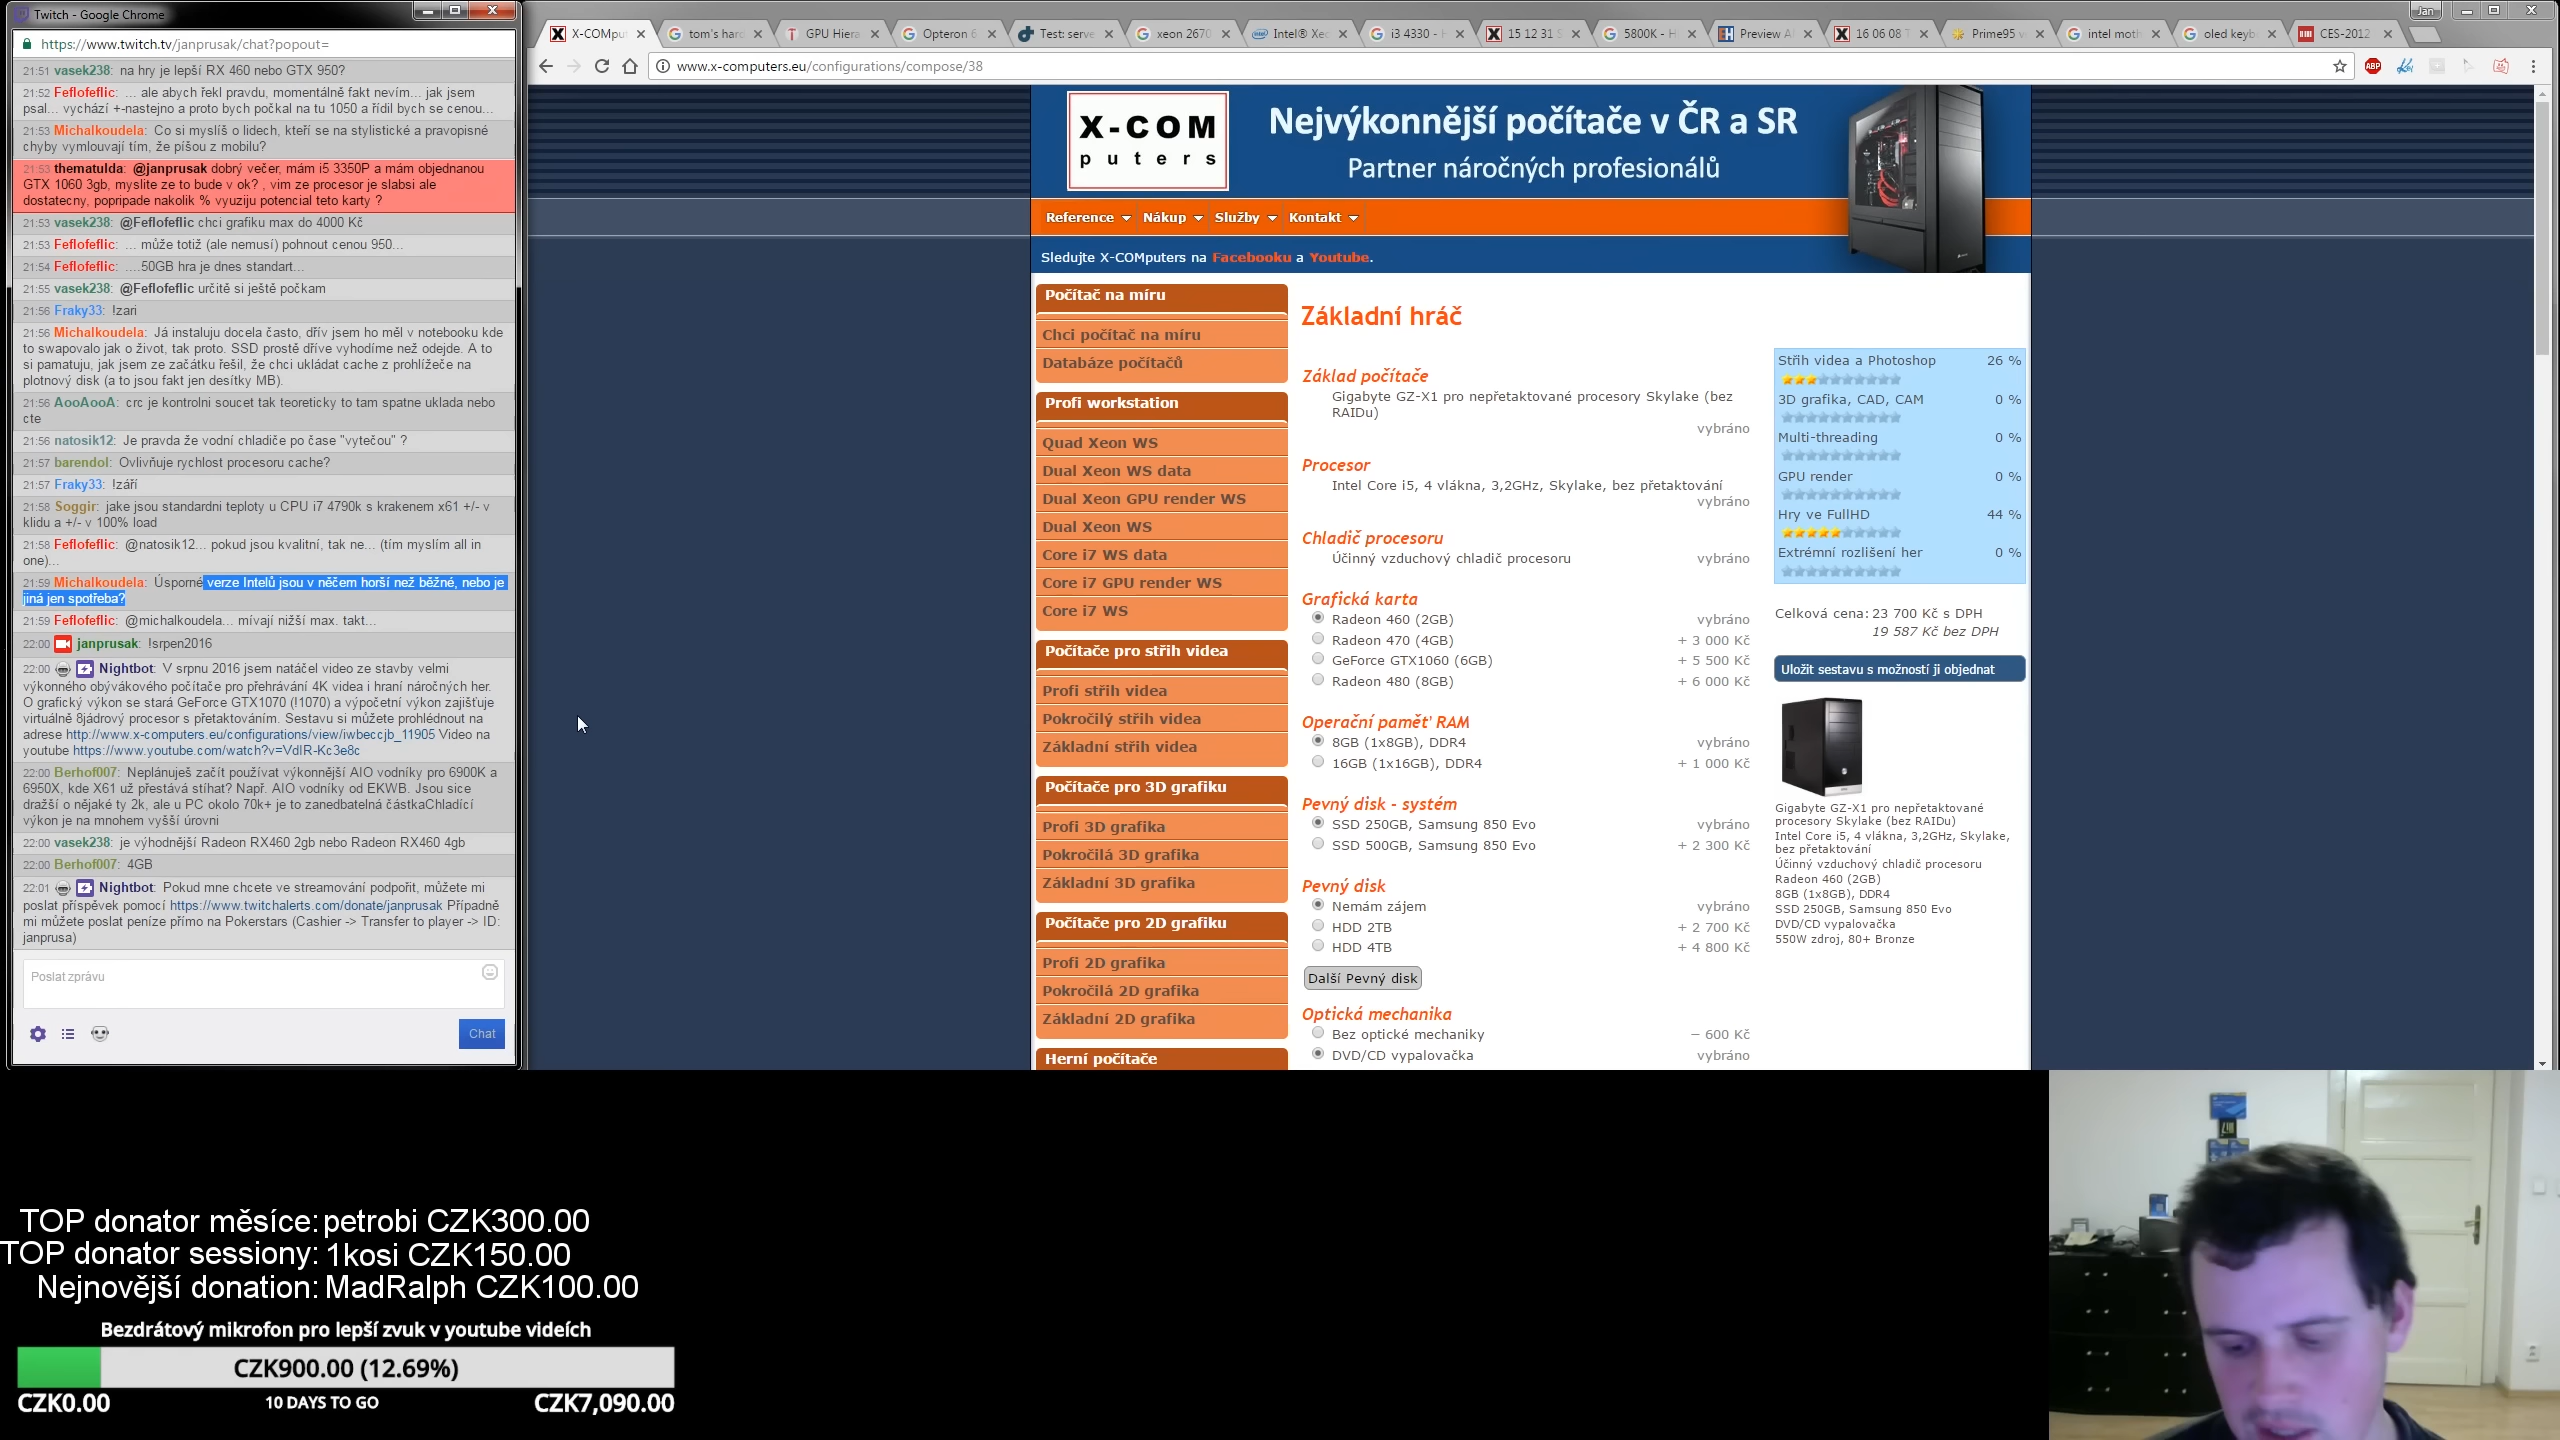 Twitch - Google Chrome
https://www.twitch.tv/janprusak/chat?popout=
21:51 vasek238: na hry je lepší RX 460 nebo GTX 950?
21:52 Feflofeflic: ... ale abych řekl pravdu, momentálně fakt nevím... jak jsem
psal... vychází +-nastejno a proto bych počkal na tu 1050 a řídil bych se cenou...
21:53 Michalkoudela: Co si myslíš o lidech, kteří se na stylistické a pravopisné
chyby vymlouvají tím, že píšou z mobilu?
21:53 thematulda: @janprusak dobrý večer, mám i5 3350P a mám objednanou
GTX 1060 3gb, myslite ze to bude v ok? , vim ze procesor je slabsi ale
dostatecny, popripade nakolik % vyuziju potencial teto karty ?
21:53 vasek238: @Feflofeflic chci grafiku max do 4000 Kč
21:53 Feflofeflic: ... může totiž (ale nemusí) pohnout cenou 950...
21:54 Feflofeflic: ....50GB hra je dnes standart...
21:55 vasek238: @Feflofeflic určitě si ještě počkam
21:56 Fraky33: !zari
21:56 Michalkoudela: Já instaluju docela často, dřív jsem ho měl v notebooku kde
to swapovalo jak o život, tak proto. SSD prostě dříve vyhodíme než odejde. A to
si pamatuju, jak jsem ze začátku řešil, že chci ukládat cache z prohlížeče na
plotnový disk (a to jsou fakt jen desítky MB).
21:56 AooAooA: crc je kontrolni soucet tak teoreticky to tam spatne uklada nebo
cte
21:56 natosik12: Je pravda že vodní chladiče po čase "vytečou" ?
21:57 barendol: Ovlivňuje rychlost procesoru cache?
21:57 Fraky33: !září
21:58 Soggir: jake jsou standardni teploty u CPU i7 4790k s krakenem x61 +/- v
klidu a +/- v 100% load
21:58 Feflofeflic: @natosik12... pokud jsou kvalitní, tak ne... (tím myslím all in
one)...
21:59 Michalkoudela: Úsporné verze Intelů jsou v něčem horší než běžné, nebo je
jiná jen spotřeba?
21:59 Feflofeflic: @michalkoudela... mívají nižší max. takt...
22:00 janprusak: !srpen2016
22:00 Nightbot: V srpnu 2016 jsem natáčel video ze stavby velmi
výkonného obývákového počítače pro přehrávání 4K videa i hraní náročných her.
O grafický výkon se stará GeForce GTX1070 (!1070) a výpočetní výkon zajišťuje
virtuálně 8jádrový procesor s přetaktováním. Sestavu si můžete prohlédnout na
adrese http://www.x-computers.eu/configurations/view/iwbeccjb_11905 Video na
youtube https://www.youtube.com/watch?v=VdIR-Kc3e8c
22:00 Berhof007: Neplánuješ začít používat výkonnější AIO vodníky pro 6900K a
6950X, kde X61 už přestává stíhat? Např. AIO vodníky od EKWB. Jsou sice
dražší o nějaké ty 2k, ale u PC okolo 70k+ je to zanedbatelná částkaChladící
výkon je na mnohem vyšší úrovni
22:00 vasek238: je výhodnější Radeon RX460 2gb nebo Radeon RX460 4gb
22:00 Berhof007: 4GB
22:01 Nightbot: Pokud mne chcete ve streamování podpořit, můžete mi
poslat příspěvek pomocí https://www.twitchalerts.com/donate/janprusak Případně
mi můžete poslat peníze přímo na Pokerstars (Cashier -> Transfer to player -> ID:
janprusa)
Poslat zprávu
Chat
X-COMput
tom's hard
GPU Hiera
Opteron 6
Test: serve
xeon 2670
Intel® Xeo
i3 4330 - H
15 12 31 S
5800K - H
Preview A
16 06 08 T
Prime95 v
intel moth
oled keyb
CES-2012
Jan
www.x-computers.eu/configurations/compose/38
ABP
X-COM
puters
Nejvýkonnější počítače v ČR a SR
Partner náročných profesionálů
Reference Nákup Služby Kontakt
Sledujte X-COMputers na Facebooku a Youtube.
Počítač na míru
Chci počítač na míru
Databáze počítačů
Profi workstation
Quad Xeon WS
Dual Xeon WS data
Dual Xeon GPU render WS
Dual Xeon WS
Core i7 WS data
Core i7 GPU render WS
Core i7 WS
Počítače pro střih videa
Profi střih videa
Pokročilý střih videa
Základní střih videa
Počítače pro 3D grafiku
Profi 3D grafika
Pokročilá 3D grafika
Základní 3D grafika
Počítače pro 2D grafiku
Profi 2D grafika
Pokročilá 2D grafika
Základní 2D grafika
Herní počítače
Základní hráč
Základ počítače
Gigabyte GZ-X1 pro nepřetaktované procesory Skylake (bez
RAIDu)
vybráno
Procesor
Intel Core i5, 4 vlákna, 3,2GHz, Skylake, bez přetaktování
vybráno
Chladič procesoru
Účinný vzduchový chladič procesoru vybráno
Grafická karta
Radeon 460 (2GB) vybráno
Radeon 470 (4GB) + 3 000 Kč
GeForce GTX1060 (6GB) + 5 500 Kč
Radeon 480 (8GB) + 6 000 Kč
Operační paměť RAM
8GB (1x8GB), DDR4 vybráno
16GB (1x16GB), DDR4 + 1 000 Kč
Pevný disk - systém
SSD 250GB, Samsung 850 Evo vybráno
SSD 500GB, Samsung 850 Evo + 2 300 Kč
Pevný disk
Nemám zájem vybráno
HDD 2TB + 2 700 Kč
HDD 4TB + 4 800 Kč
Další Pevný disk
Optická mechanika
Bez optické mechaniky − 600 Kč
DVD/CD vypalovačka vybráno
Střih videa a Photoshop 26 %
3D grafika, CAD, CAM 0 %
Multi-threading 0 %
GPU render 0 %
Hry ve FullHD 44 %
Extrémní rozlišení her 0 %
Celková cena: 23 700 Kč s DPH
19 587 Kč bez DPH
Uložit sestavu s možností ji objednat
Gigabyte GZ-X1 pro nepřetaktované
procesory Skylake (bez RAIDu)
Intel Core i5, 4 vlákna, 3,2GHz, Skylake,
bez přetaktování
Účinný vzduchový chladič procesoru
Radeon 460 (2GB)
8GB (1x8GB), DDR4
SSD 250GB, Samsung 850 Evo
DVD/CD vypalovačka
550W zdroj, 80+ Bronze
TOP donator měsíce: petrobi CZK300.00
TOP donator sessiony: 1kosi CZK150.00
Nejnovější donation: MadRalph CZK100.00
Bezdrátový mikrofon pro lepší zvuk v youtube videích
CZK900.00 (12.69%)
CZK0.00 10 DAYS TO GO CZK7,090.00